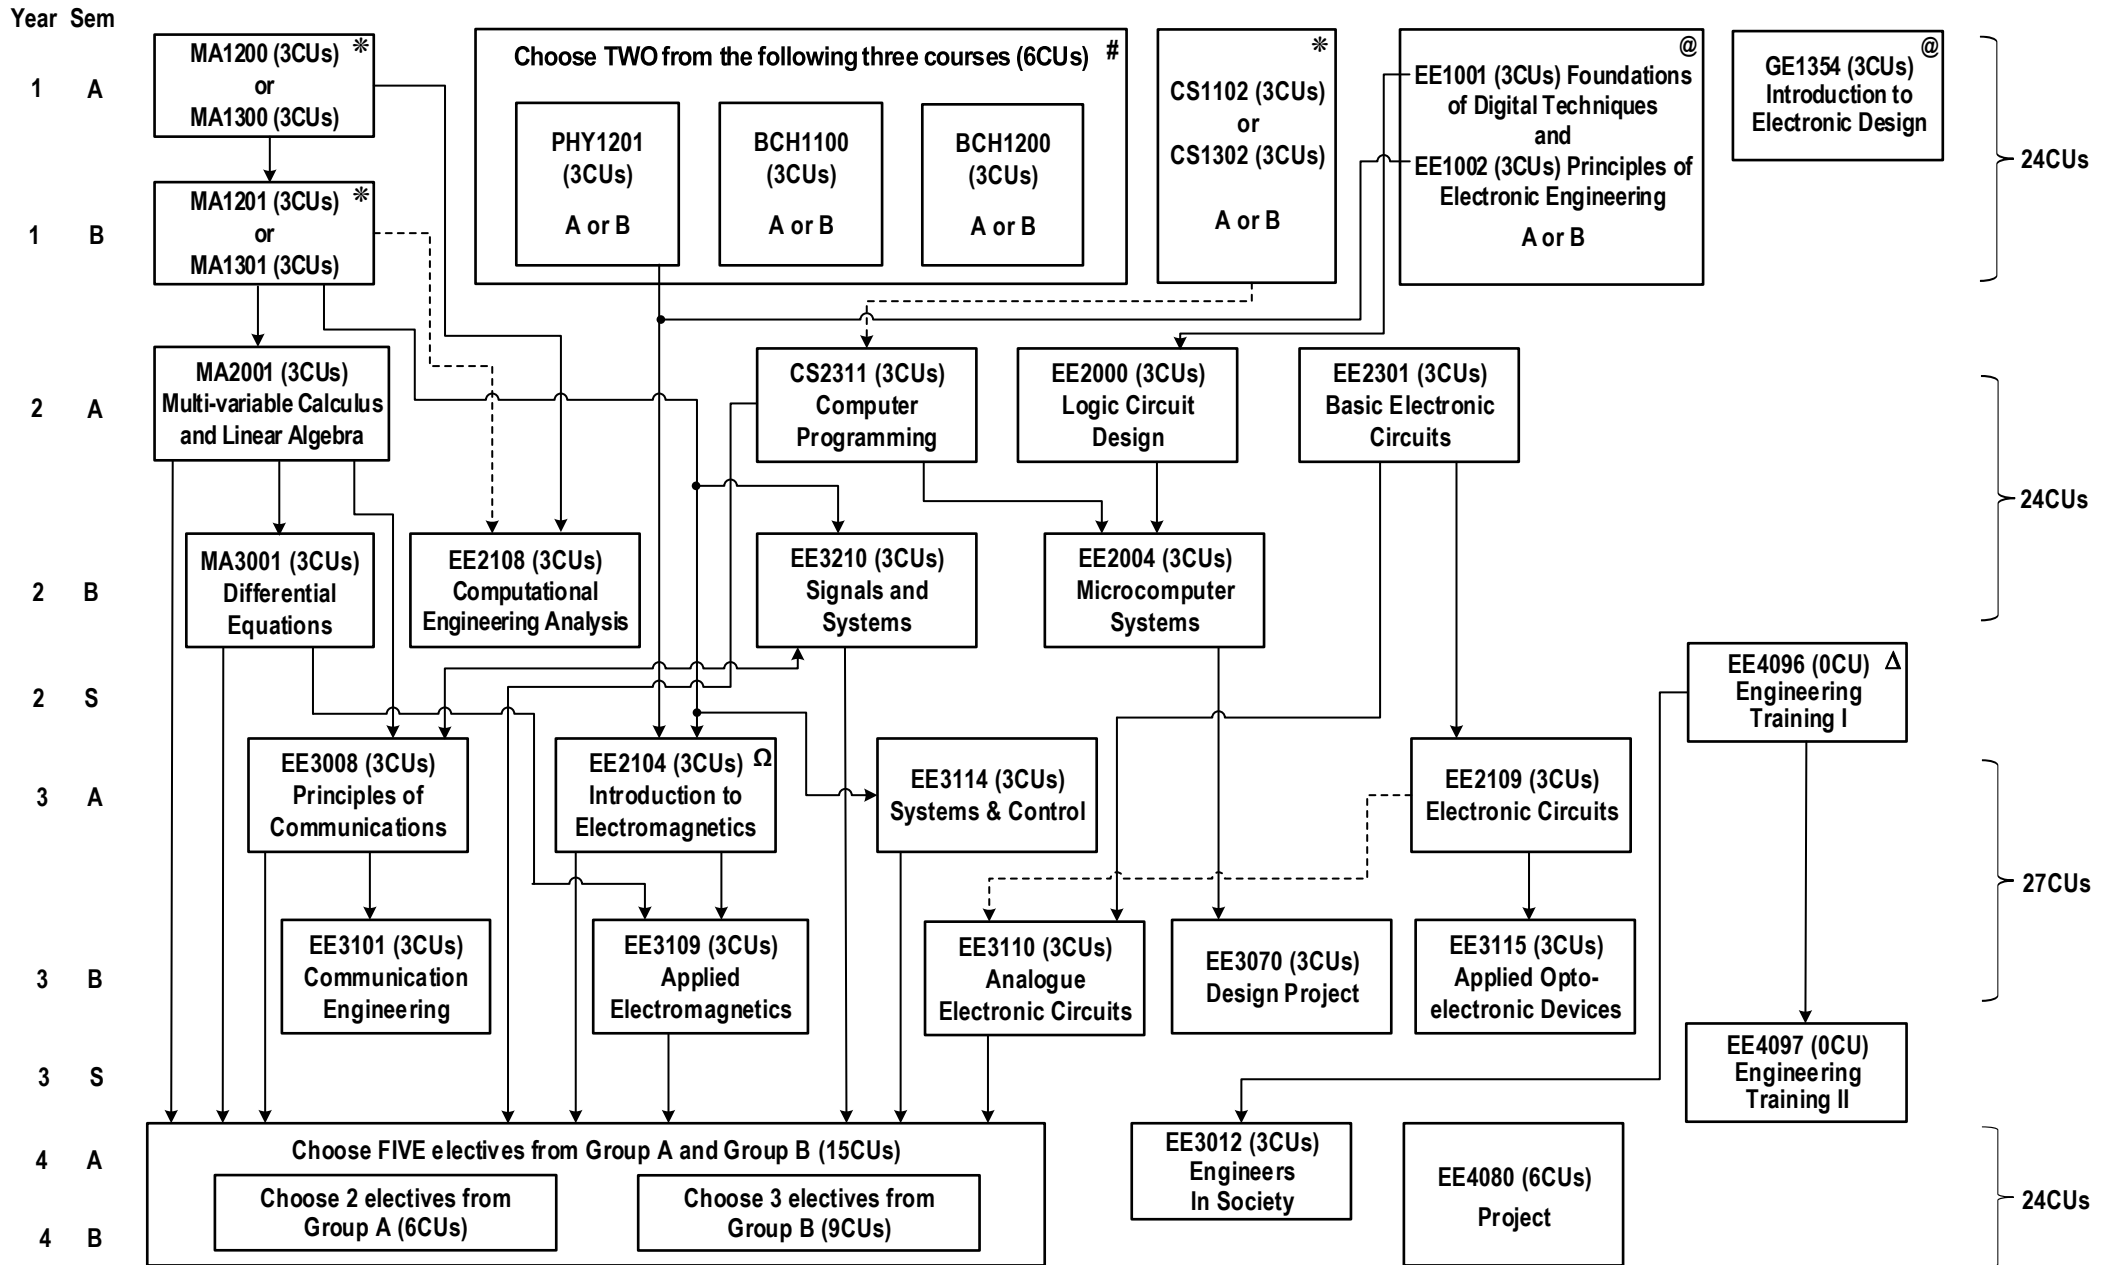 Year Sem
1 A
MA1200 (3CUs) ❊
or
MA1300 (3CUs)
Choose TWO from the following three courses (6CUs) #
PHY1201
(3CUs)
A or B
BCH1100
(3CUs)
A or B
BCH1200
(3CUs)
A or B
❊
CS1102 (3CUs)
or
CS1302 (3CUs)
A or B
@
EE1001 (3CUs) Foundations
of Digital Techniques
and
EE1002 (3CUs) Principles of
Electronic Engineering
A or B
@
GE1354 (3CUs)
Introduction to
Electronic Design
24CUs
1 B
MA1201 (3CUs) ❊
or
MA1301 (3CUs)
2 A
MA2001 (3CUs)
Multi-variable Calculus
and Linear Algebra
CS2311 (3CUs)
Computer
Programming
EE2000 (3CUs)
Logic Circuit
Design
EE2301 (3CUs)
Basic Electronic
Circuits
24CUs
2 B
MA3001 (3CUs)
Differential
Equations
EE2108 (3CUs)
Computational
Engineering Analysis
EE3210 (3CUs)
Signals and
Systems
EE2004 (3CUs)
Microcomputer
Systems
2 S
EE4096 (0CU) Δ
Engineering
Training I
3 A
EE3008 (3CUs)
Principles of
Communications
EE2104 (3CUs) Ω
Introduction to
Electromagnetics
EE3114 (3CUs)
Systems & Control
EE2109 (3CUs)
Electronic Circuits
27CUs
3 B
EE3101 (3CUs)
Communication
Engineering
EE3109 (3CUs)
Applied
Electromagnetics
EE3110 (3CUs)
Analogue
Electronic Circuits
EE3070 (3CUs)
Design Project
EE3115 (3CUs)
Applied Opto-
electronic Devices
3 S
EE4097 (0CU)
Engineering
Training II
4 A
Choose FIVE electives from Group A and Group B (15CUs)
Choose 2 electives from
Group A (6CUs)
Choose 3 electives from
Group B (9CUs)
EE3012 (3CUs)
Engineers
In Society
EE4080 (6CUs)
Project
24CUs
4 B